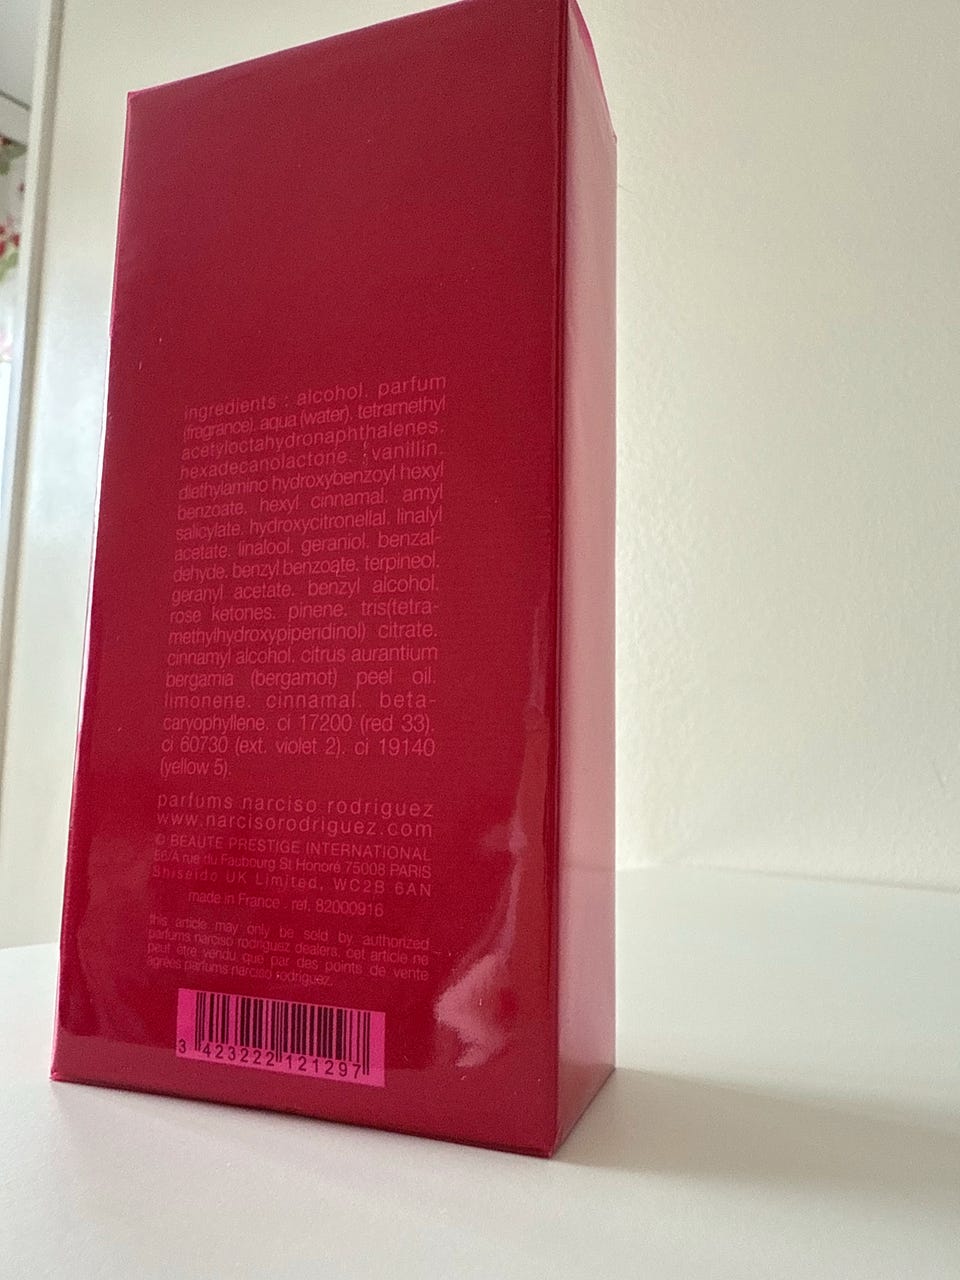 ingredients : alcohol. parfum
(fragrance). aqua (water). tetramethyl
acetyloctahydronaphthalenes.
hexadecanolactone. vanillin.
diethylamino hydroxybenzoyl hexyl
benzoate. hexyl cinnamal. amyl
salicylate. hydroxycitronellal. linalyl
acetate. linalool. geraniol. benzal-
dehyde. benzyl benzoate. terpineol.
geranyl acetate. benzyl alcohol.
rose ketones. pinene. tris(tetra-
methylhydroxypiperidinol) citrate.
cinnamyl alcohol. citrus aurantium
bergamia (bergamot) peel oil.
limonene. cinnamal. beta-
caryophyllene. ci 17200 (red 33).
ci 60730 (ext. violet 2). ci 19140
(yellow 5).
parfums narciso rodriguez
www.narcisorodriguez.com
© BEAUTE PRESTIGE INTERNATIONAL
56/A rue du Faubourg St Honoré 75008 PARIS
Shiseido UK Limited, WC2B 6AN
made in France . ref. 82000916
this article may only be sold by authorized
parfums narciso rodriguez dealers. cet article ne
peut être vendu que par des points de vente
agréés parfums narciso rodriguez.
3 423222 121297